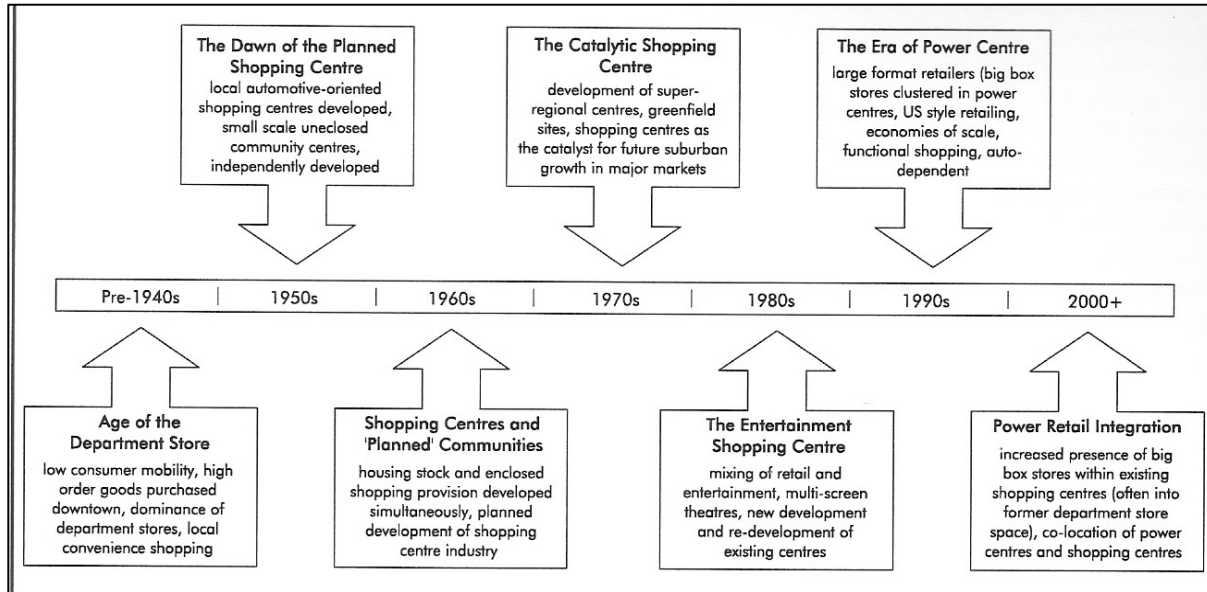 The Dawn of the Planned
Shopping Centre
local automotive-oriented
shopping centres developed,
small scale unclosed
community centres,
independently developed
The Catalytic Shopping
Centre
development of super-
regional centres, greenfield
sites, shopping centres as
the catalyst for future suburban
growth in major markets
The Era of Power Centre
large format retailers (big box
stores clustered in power
centres, US style retailing,
economies of scale,
functional shopping, auto-
dependent
Pre-1940s | 1950s | 1960s | 1970s | 1980s | 1990s | 2000+
Age of the
Department Store
low consumer mobility, high
order goods purchased
downtown, dominance of
department stores, local
convenience shopping
Shopping Centres and
'Planned' Communities
housing stock and enclosed
shopping provision developed
simultaneously, planned
development of shopping
centre industry
The Entertainment
Shopping Centre
mixing of retail and
entertainment, multi-screen
theatres, new development
and re-development of
existing centres
Power Retail Integration
increased presence of big
box stores within existing
shopping centres (often into
former department store
space), co-location of power
centres and shopping centres